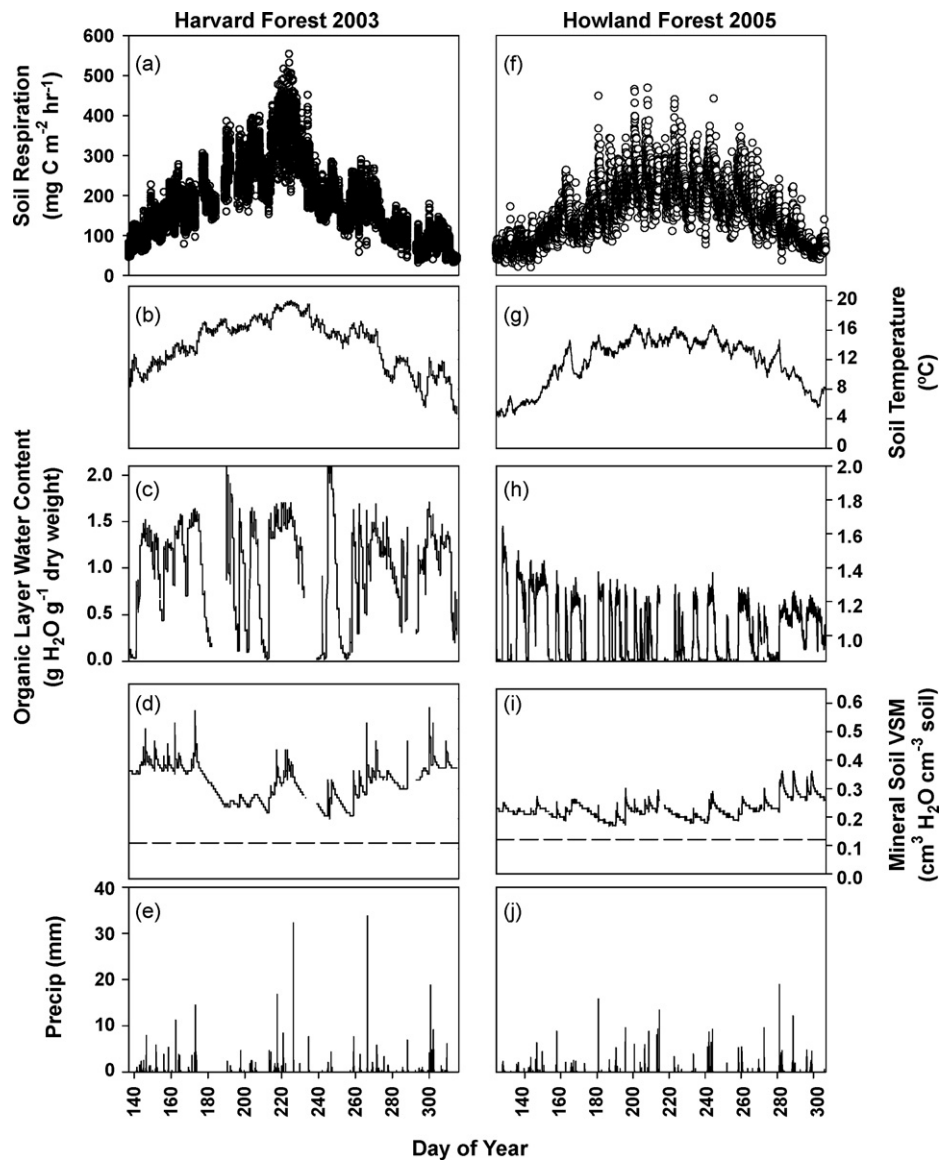 Harvard Forest 2003
Howland Forest 2005
Soil Respiration
(mg C m⁻² hr⁻¹)
600
500
400
300
200
100
0
(a)
(f)
(b)
(g)
20
16
12
8
4
0
Soil Temperature
(ºC)
Organic Layer Water Content
(g H₂O g⁻¹ dry weight)
2.0
1.5
1.0
0.5
0.0
(c)
(h)
2.0
1.8
1.6
1.4
1.2
1.0
(d)
(i)
0.6
0.5
0.4
0.3
0.2
0.1
0.0
Mineral Soil VSM
(cm³ H₂O cm⁻³ soil)
Precip (mm)
40
30
20
10
0
(e)
(j)
140 160 180 200 220 240 260 280 300
140 160 180 200 220 240 260 280 300
Day of Year